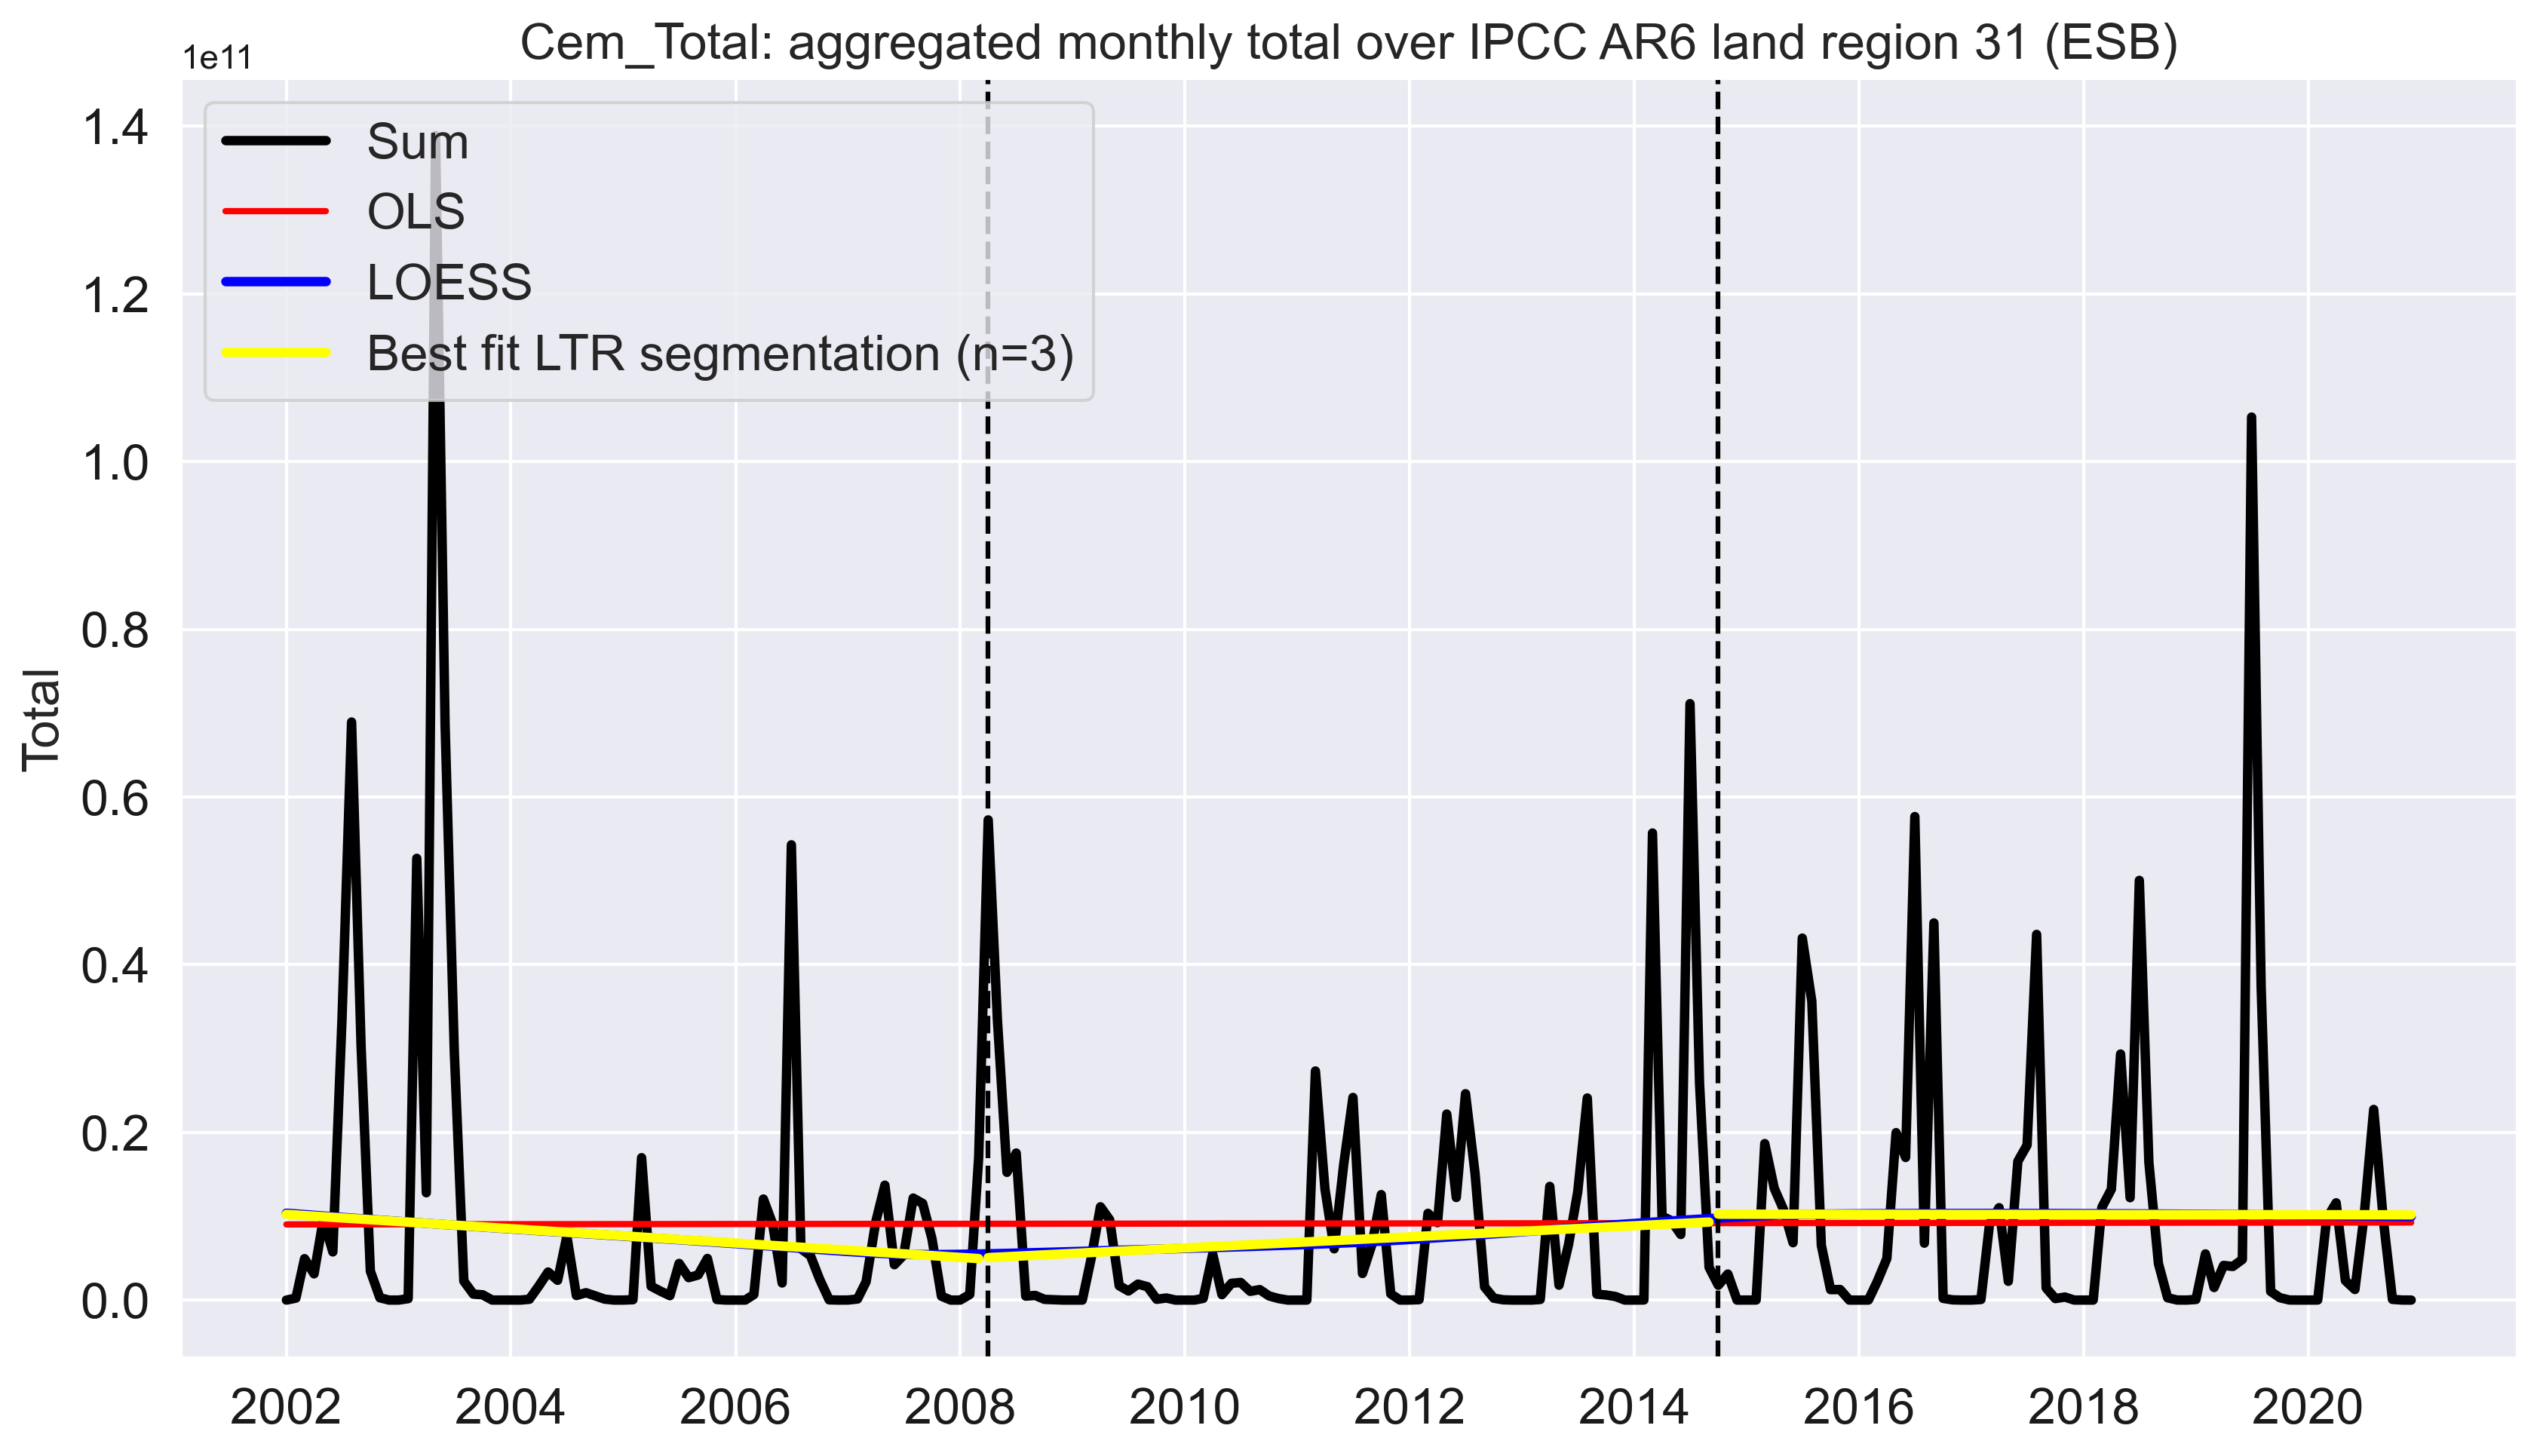 Cem_Total: aggregated monthly total over IPCC AR6 land region 31 (ESB)
1e11
1.4
1.2
1.0
0.8
0.6
0.4
0.2
0.0
Total
Sum
OLS
LOESS
Best fit LTR segmentation (n=3)
2002 2004 2006 2008 2010 2012 2014 2016 2018 2020